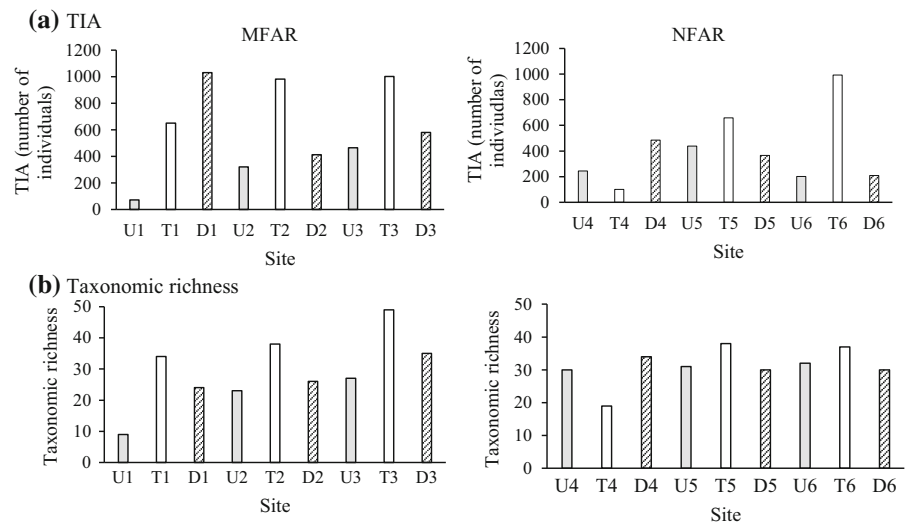 (a) TIA
MFAR
NFAR
TIA (number of individuals)
1200
1000
800
600
400
200
0
U1 T1 D1 U2 T2 D2 U3 T3 D3
Site
TIA (number of indiviudlas)
1200
1000
800
600
400
200
0
U4 T4 D4 U5 T5 D5 U6 T6 D6
Site
(b) Taxonomic richness
Taxonomic richness
50
40
30
20
10
0
U1 T1 D1 U2 T2 D2 U3 T3 D3
Site
Taxonomic richness
50
40
30
20
10
0
U4 T4 D4 U5 T5 D5 U6 T6 D6
Site